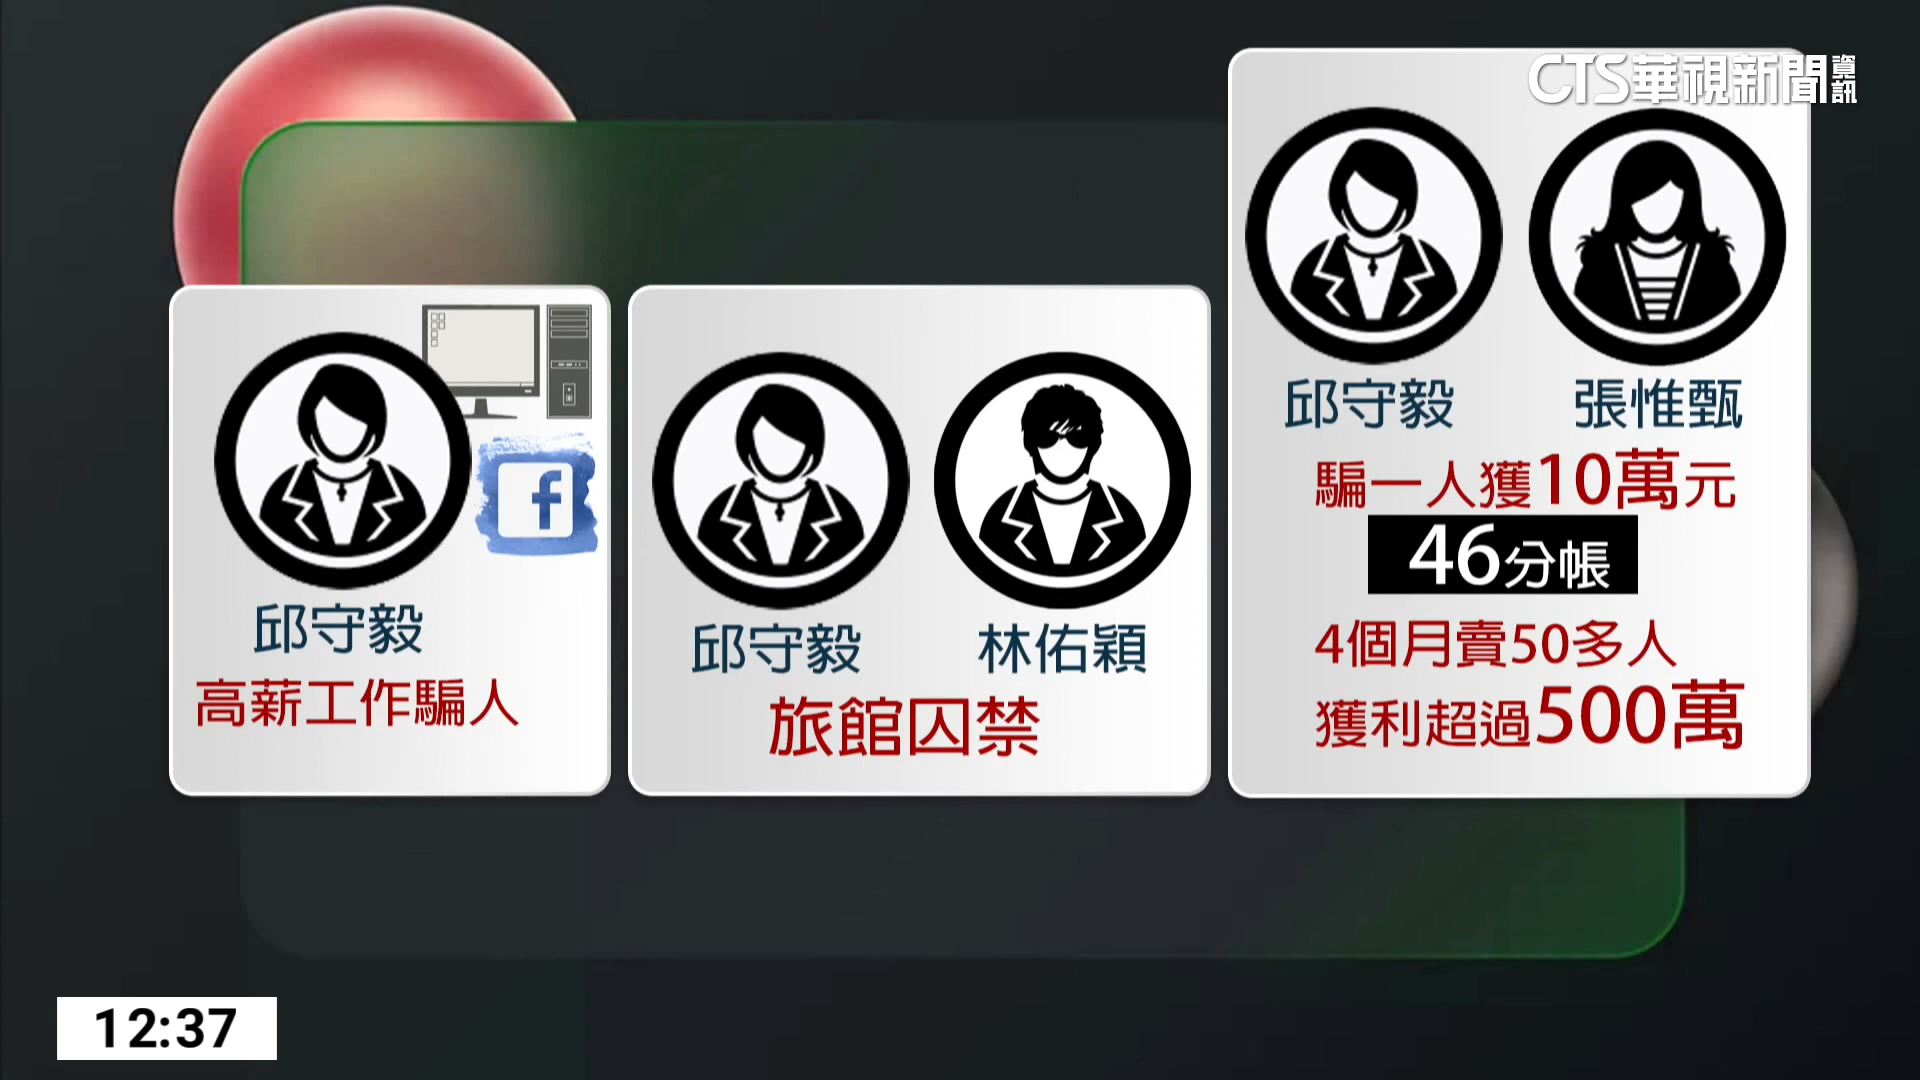 CTS華視新聞資訊
邱守毅
高薪工作騙人
邱守毅
林佑穎
旅館囚禁
邱守毅
張惟甄
騙一人獲10萬元
46分帳
4個月賣50多人
獲利超過500萬
12:37